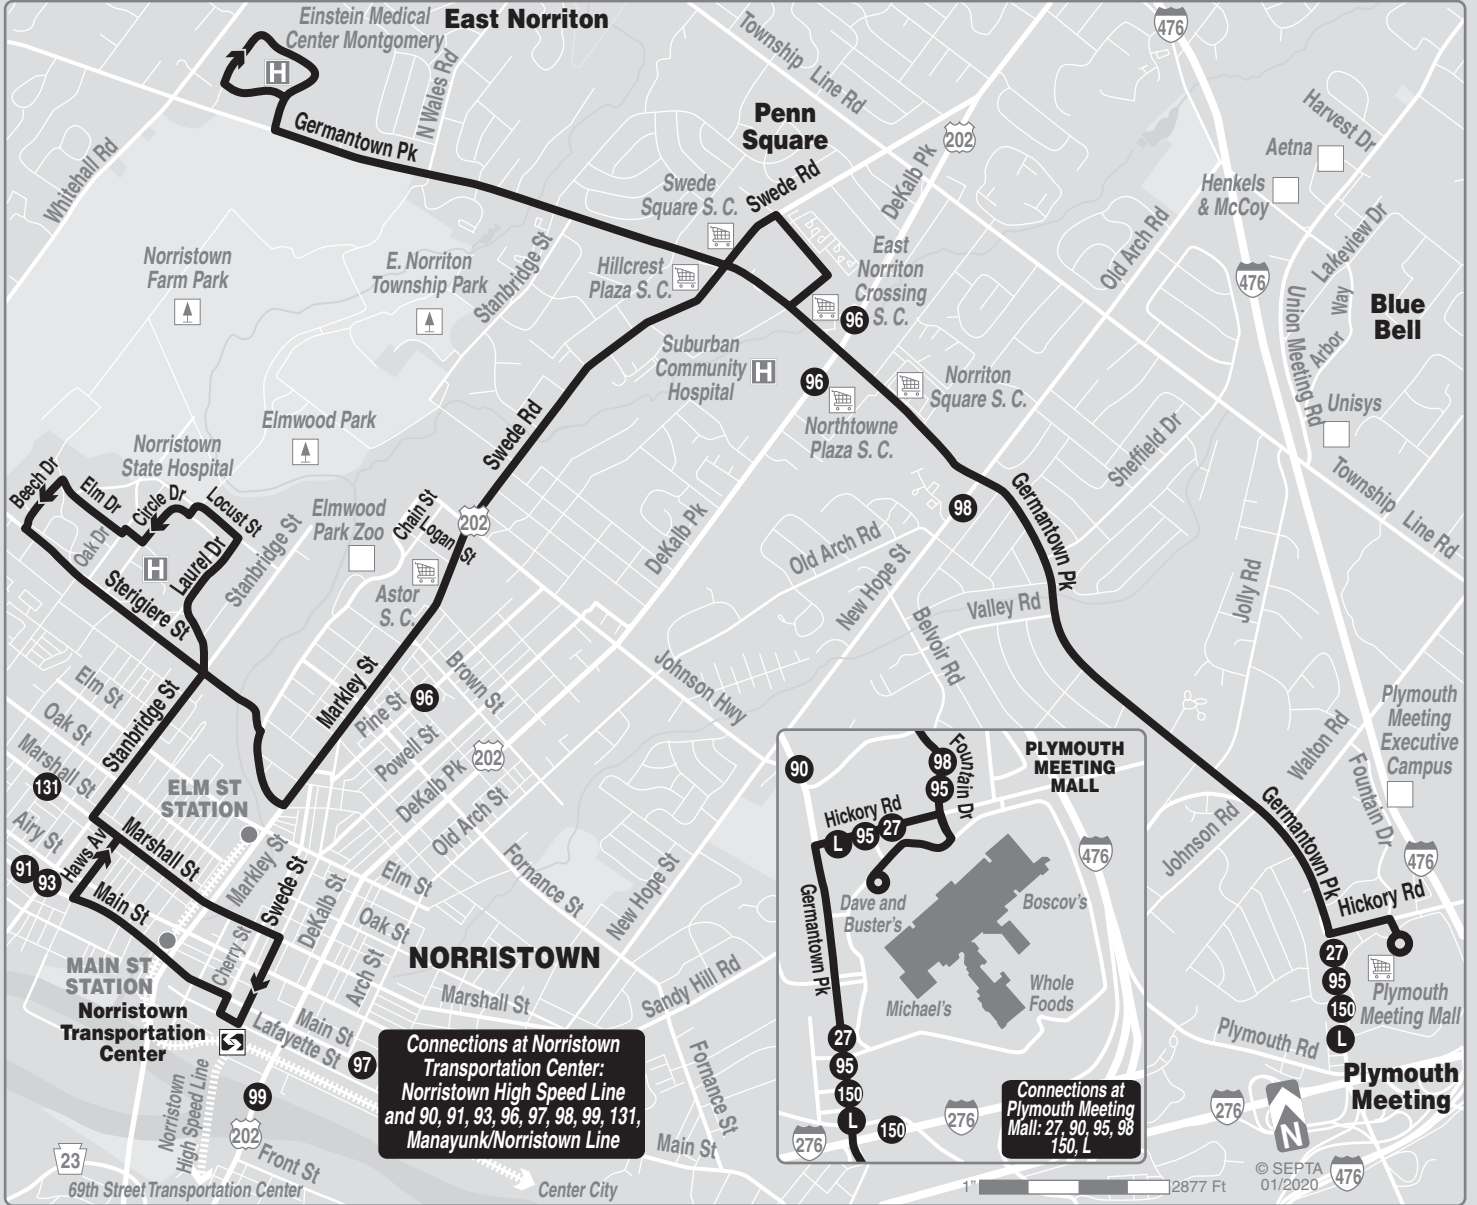 Einstein Medical
Center Montgomery
East Norriton
H
N Wales Rd
Germantown Pk
Whitehall Rd
Township Line Rd
476
Penn
Square
202
DeKalb Pk
Swede Rd
Swede
Square S. C.
Harvest Dr
Aetna
Henkels
& McCoy
Old Arch Rd
Lakeview Dr
476
Union Meeting Rd
Arbor Way
Blue
Bell
Norristown
Farm Park
E. Norriton
Township Park
Stanbridge St
Hillcrest
Plaza S. C.
East
Norriton
Crossing
S. C.
96
Suburban
Community
Hospital
H
96
Northtowne
Plaza S. C.
Norriton
Square S. C.
Unisys
Sheffield Dr
Township Line Rd
Elmwood Park
Norristown
State Hospital
Swede Rd
Beech Dr
Elm Dr
Circle Dr
Locust St
Oak Dr
H
Laurel Dr
Stanbridge St
Sterigiere St
Elmwood
Park Zoo
Chain St
Logan St
202
Astor
S. C.
98
Germantown Pk
DeKalb Pk
Old Arch Rd
New Hope St
Valley Rd
Belvoir Rd
Jolly Rd
Johnson Hwy
Elm St
Oak St
Marshall St
Stanbridge St
Markley St
Brown St
96
Pine St
Powell St
202
DeKalb Pk
Old Arch St
131
ELM ST
STATION
Airy St
Haws Av
Marshall St
91
93
Main St
Markley St
Swede St
Cherry St
DeKalb St
Elm St
Oak St
Arch St
Fornance St
New Hope St
Walton Rd
Plymouth
Meeting
Executive
Campus
Fountain Dr
Germantown Pk
Johnson Rd
476
Hickory Rd
27
95
150
L
Plymouth
Meeting Mall
Plymouth Rd
Plymouth
Meeting
276
N
© SEPTA
01/2020
476
MAIN ST
STATION
Norristown
Transportation
Center
NORRISTOWN
Marshall St
Main St
Lafayette St
Sandy Hill Rd
97
99
202
Norristown
High Speed Line
Front St
23
69th Street Transportation Center
Center City
Fornance St
Main St
Connections at Norristown
Transportation Center:
Norristown High Speed Line
and 90, 91, 93, 96, 97, 98, 99, 131,
Manayunk/Norristown Line
PLYMOUTH
MEETING
MALL
90
98
95
Fountain Dr
Hickory Rd
L
95
27
476
Dave and
Buster's
Boscov's
Germantown Pk
Michael's
Whole
Foods
27
95
150
L
150
276
276
Connections at
Plymouth Meeting
Mall: 27, 90, 95, 98
150, L
1"
2877 Ft